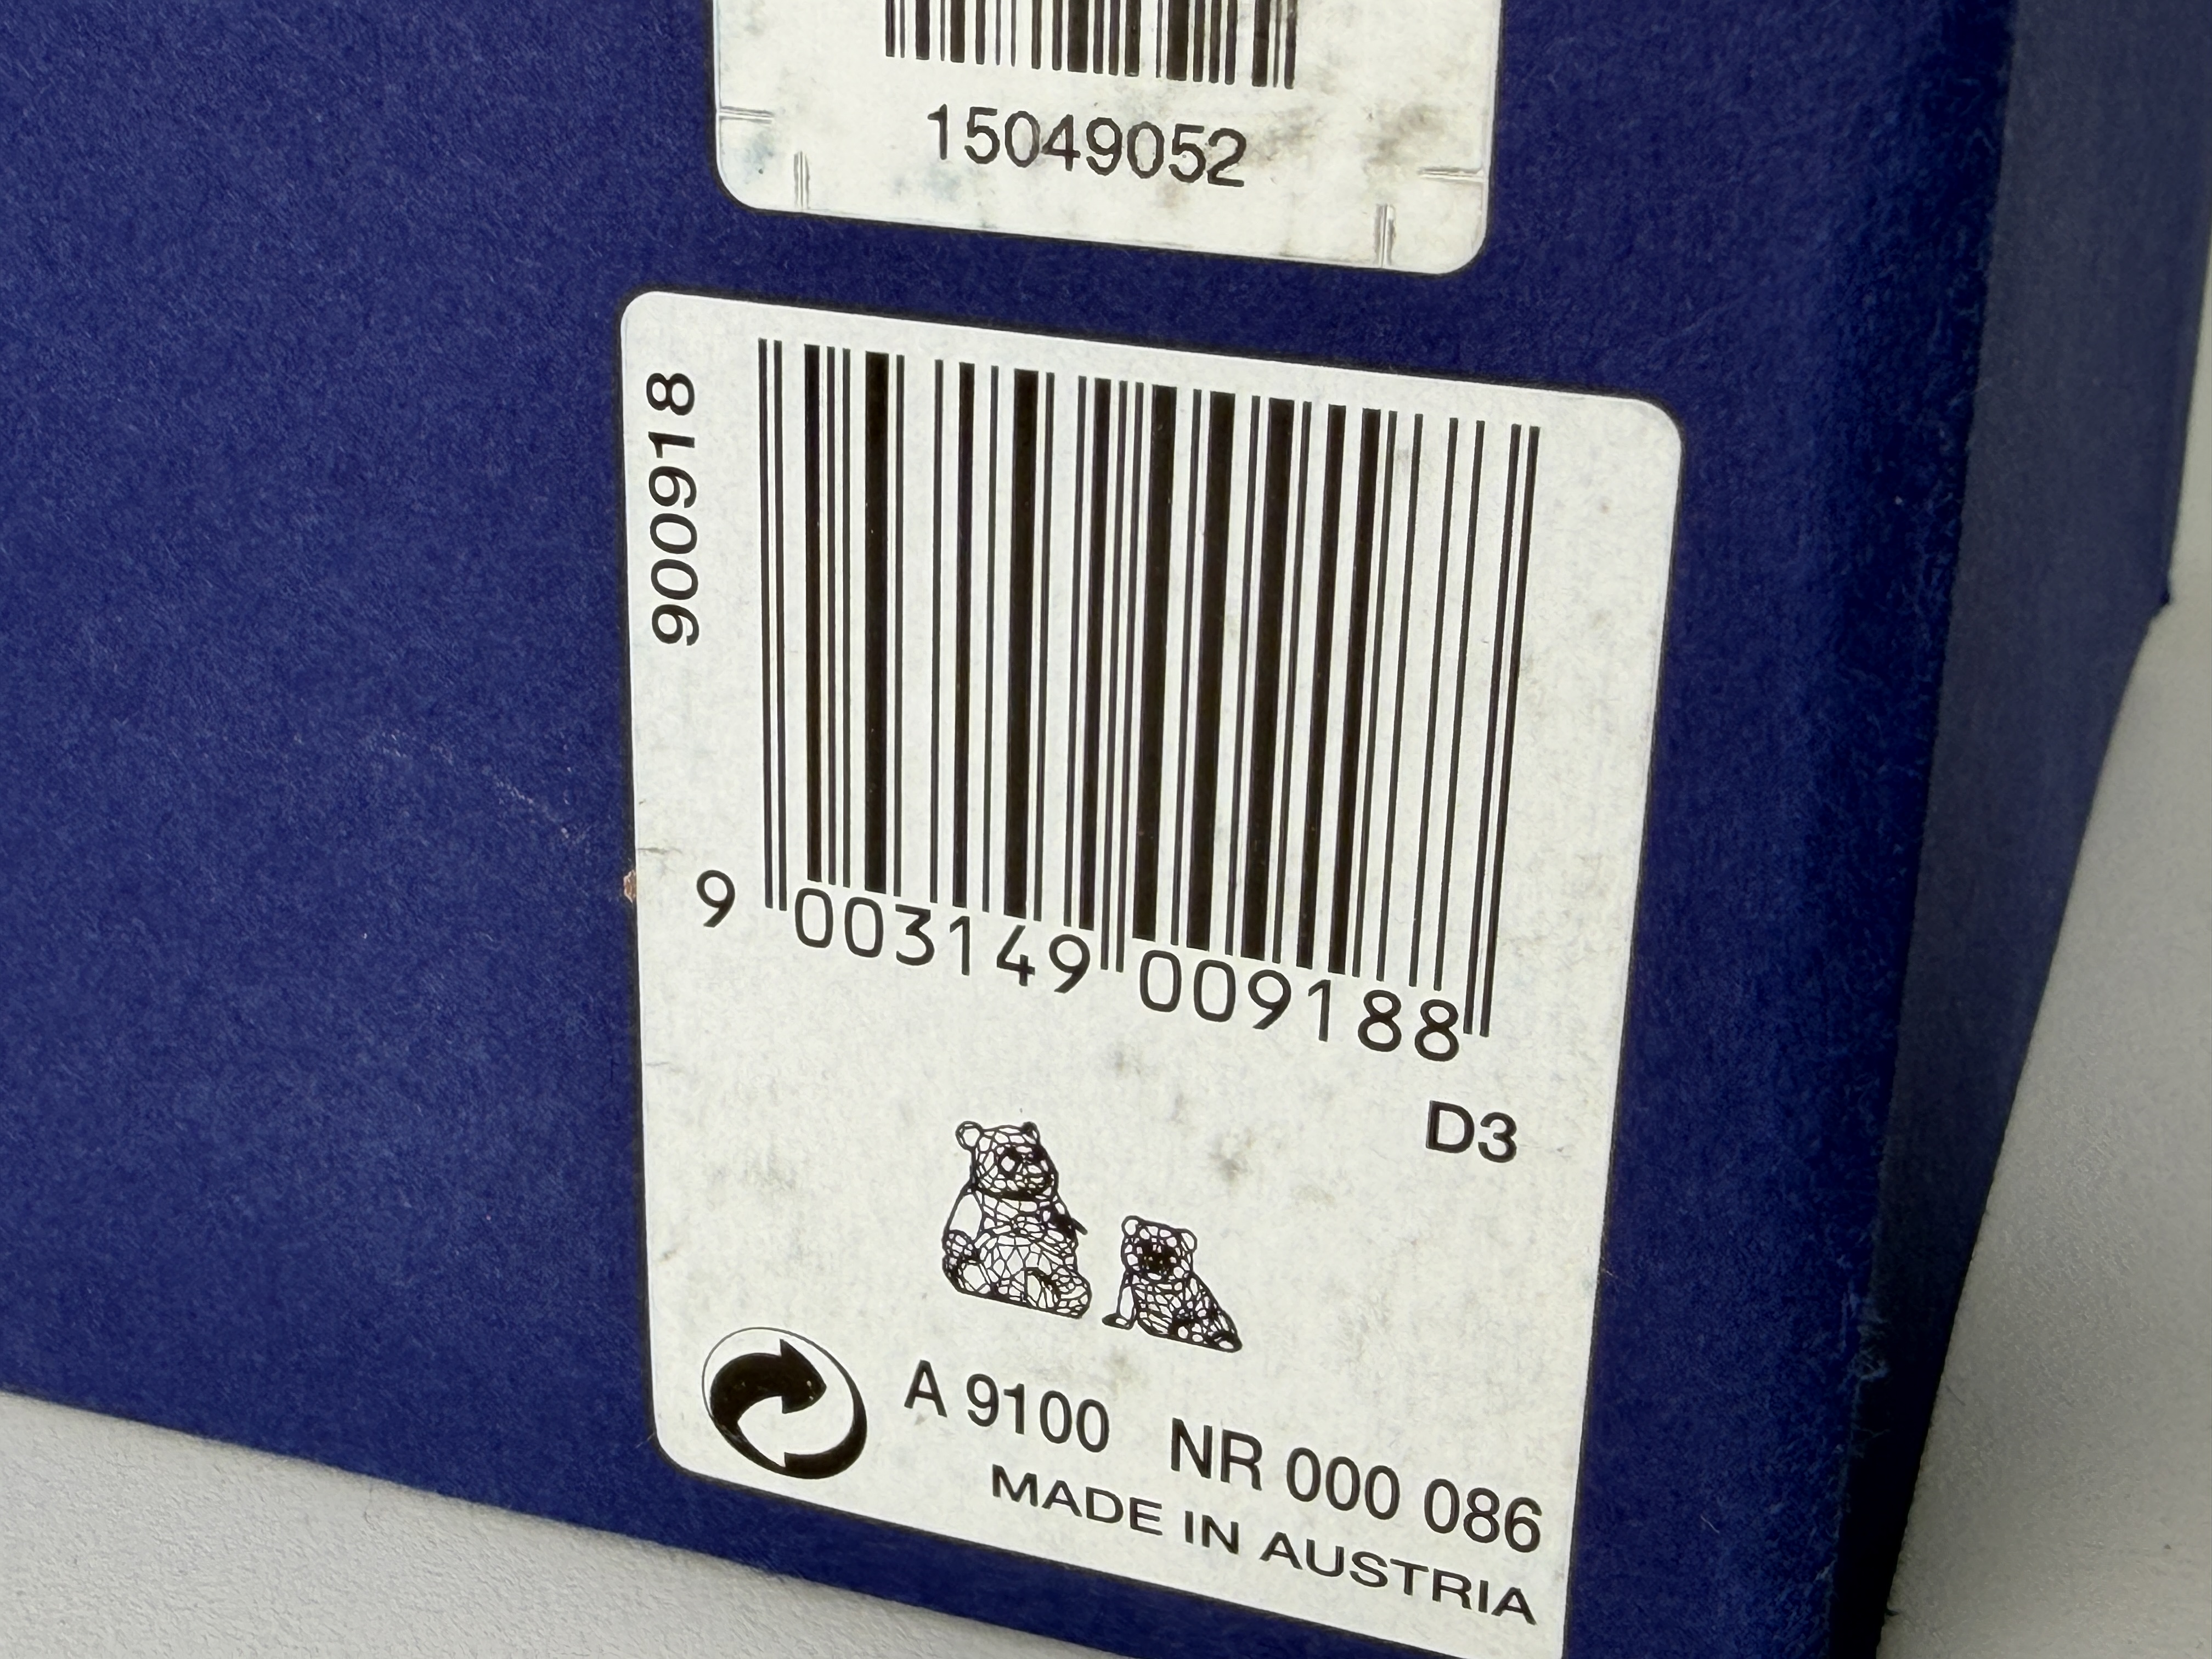 15049052
900918
9 003149 009188
D3
A 9100 NR 000 086
MADE IN AUSTRIA